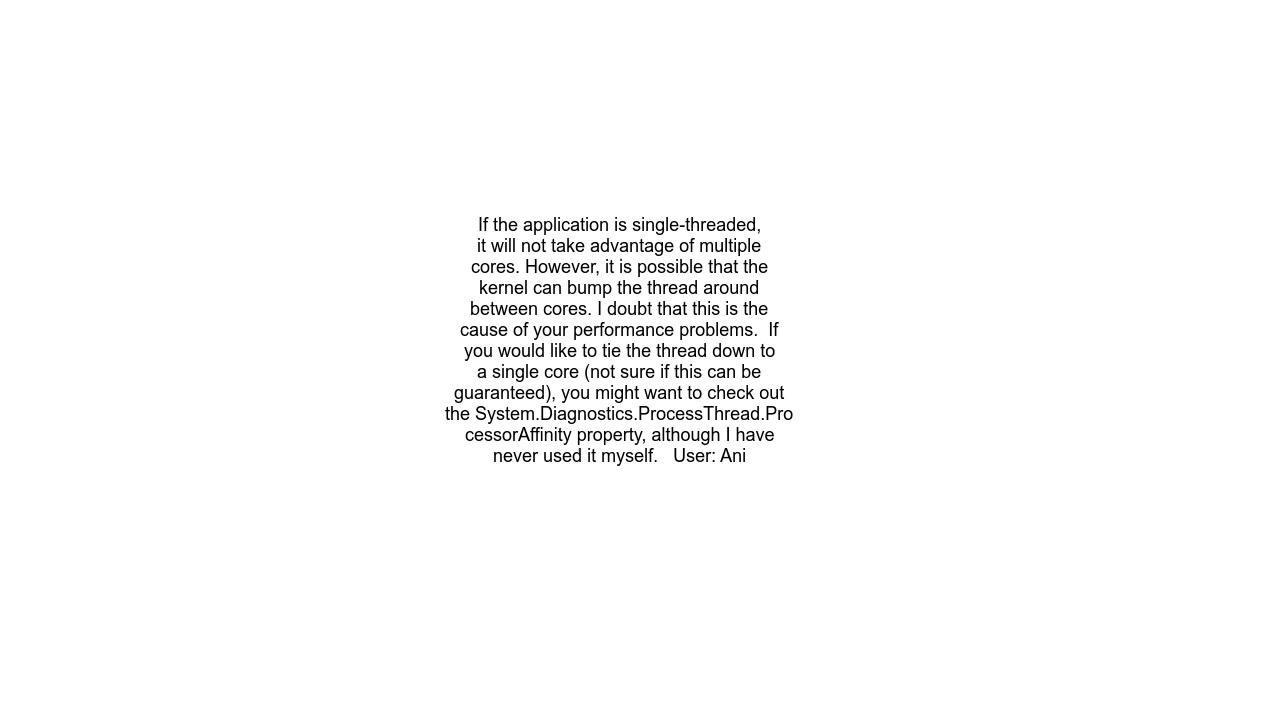 If the application is single-threaded,
it will not take advantage of multiple
cores. However, it is possible that the
kernel can bump the thread around
between cores. I doubt that this is the
cause of your performance problems.  If
you would like to tie the thread down to
a single core (not sure if this can be
guaranteed), you might want to check out
the System.Diagnostics.ProcessThread.Pro
cessorAffinity property, although I have
never used it myself.   User: Ani